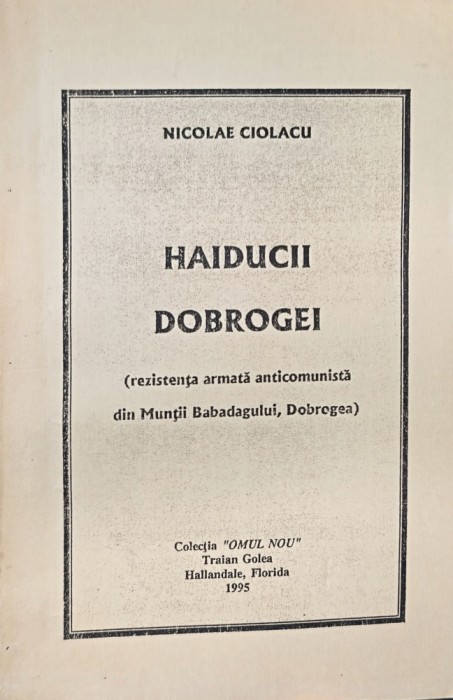 NICOLAE CIOLACU
HAIDUCII
DOBROGEI
(rezistența armată anticomunistă
din Munții Babadagului, Dobrogea)
Colecția "OMUL NOU"
Traian Golea
Hallandale, Florida
1995